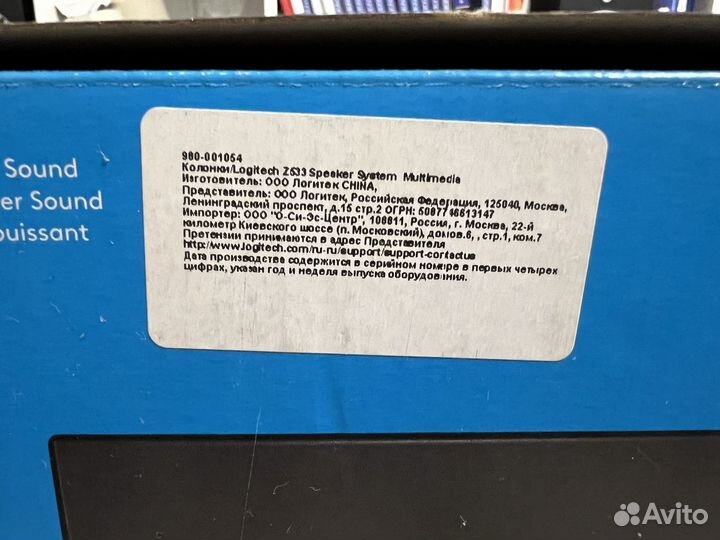 Sound
er Sound
ouissant
980-001054
Колонки/Logitech Z533 Speaker System Multimedia
Изготовитель: ООО Логитек CHINA,
Представитель: ООО Логитек, Российская Федерация, 125040, Москва,
Ленинградский проспект, д.15 стр.2 ОГРН: 5087746613147
Импортер: ООО "О-Си-Эс-Центр", 108811, Россия, г. Москва, 22-й
километр Киевского шоссе (п. Московский), домов.6, , стр.1, ком.7
Претензии принимаются в адрес Представителя
http://www.logitech.com/ru-ru/support/support-contactus
Дата производства содержится в серийном номере в первых четырех
цифрах, указан год и неделя выпуска оборудования.
Avito